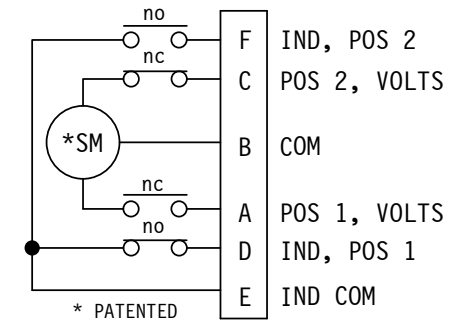 no
F IND, POS 2
nc
C POS 2, VOLTS
*SM
B COM
nc
A POS 1, VOLTS
no
D IND, POS 1
E IND COM
* PATENTED